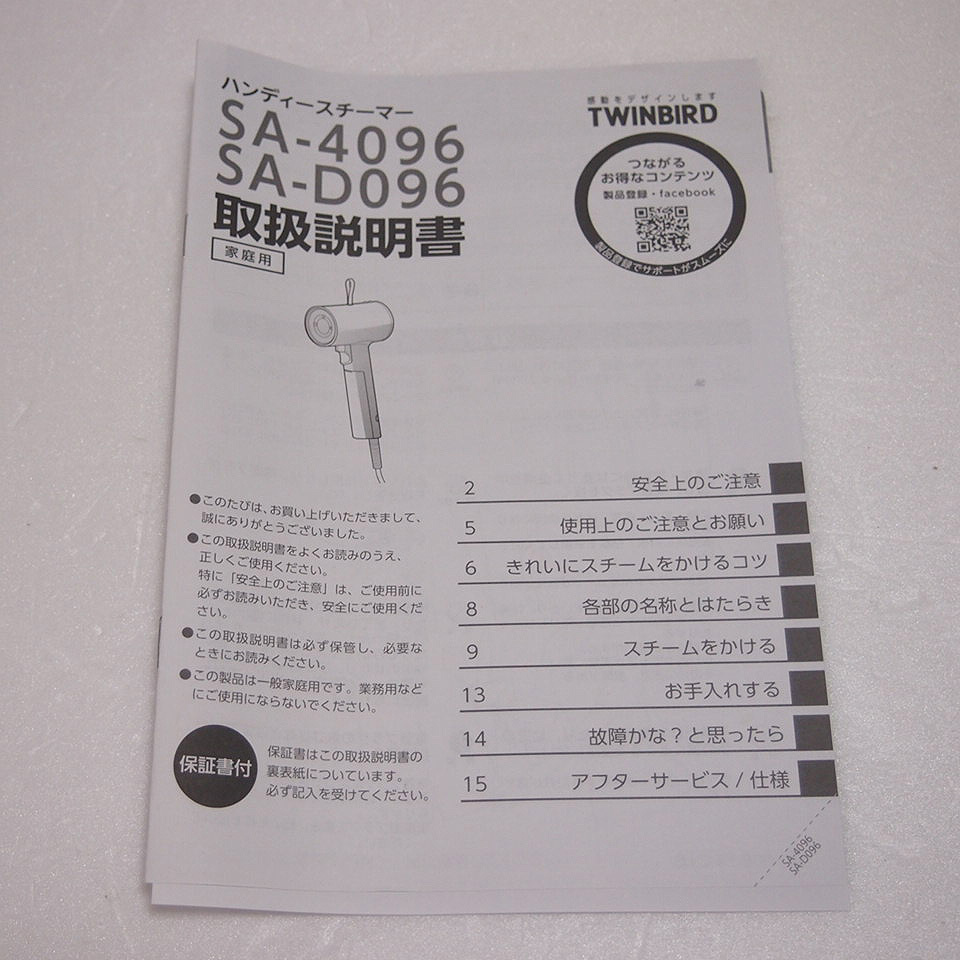 ハンディースチーマー
SA-4096
SA-D096
取扱説明書
家庭用
感動をデザインします
TWINBIRD
つながる
お得なコンテンツ
製品登録・facebook
製品登録でサポートがスムーズに
●このたびは、お買い上げいただきまして、
誠にありがとうございました。
●この取扱説明書をよくお読みのうえ、
正しくご使用ください。
特に「安全上のご注意」は、ご使用前に
必ずお読みいただき、安全にご使用くだ
さい。
●この取扱説明書は必ず保管し、必要な
ときにお読みください。
●この製品は一般家庭用です。業務用など
にご使用にならないでください。
保証書付
保証書はこの取扱説明書の
裏表紙についています。
必ず記入を受けてください。
2 安全上のご注意
5 使用上のご注意とお願い
6 きれいにスチームをかけるコツ
8 各部の名称とはたらき
9 スチームをかける
13 お手入れする
14 故障かな？と思ったら
15 アフターサービス / 仕様
SA-4096
SA-D096